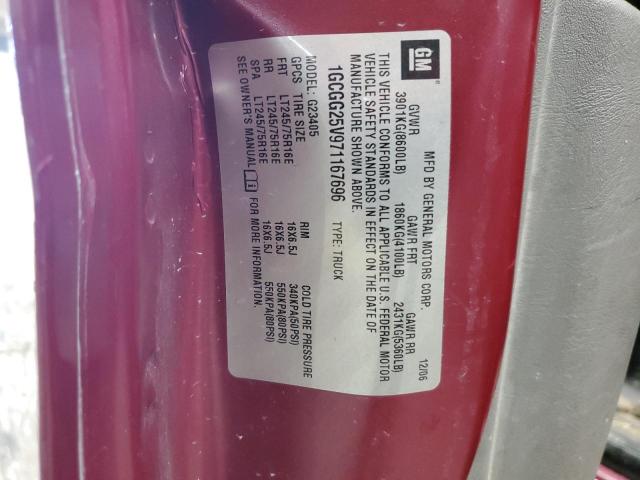 GM
MFD BY GENERAL MOTORS CORP. 12/06
GVWR GAWR FRT GAWR RR
3901KG(8600LB) 1860KG(4100LB) 2431KG(5360LB)
THIS VEHICLE CONFORMS TO ALL APPLICABLE U.S. FEDERAL MOTOR
VEHICLE SAFETY STANDARDS IN EFFECT ON THE DATE OF
MANUFACTURE SHOWN ABOVE.
1GCGG25V971167696 TYPE: TRUCK
MODEL: G23405
GPCS TIRE SIZE RIM COLD TIRE PRESSURE
FRT LT245/75R16E 16X6.5J 340KPA(50PSI)
RR LT245/75R16E 16X6.5J 550KPA(80PSI)
SPA LT245/75R16E 16X6.5J 550KPA(80PSI)
SEE OWNER'S MANUAL FOR MORE INFORMATION.